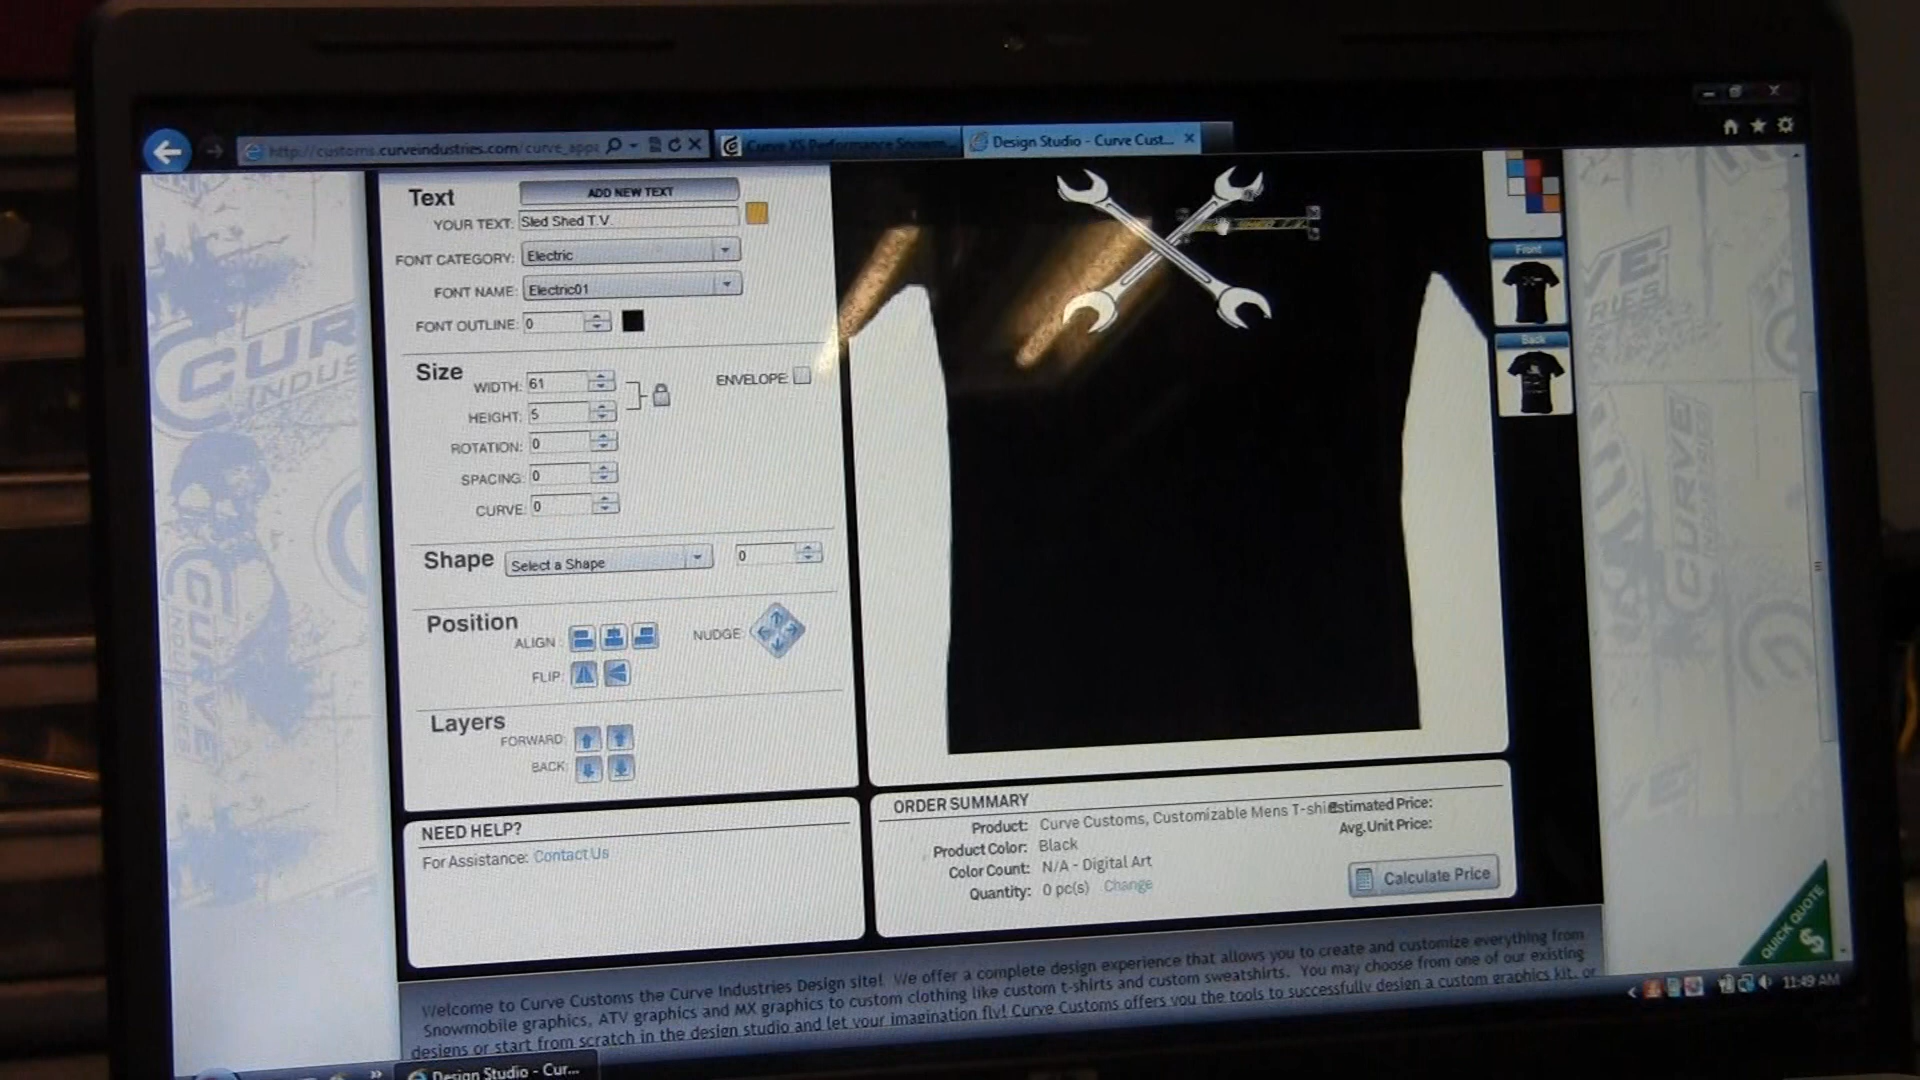 http://customs.curveindustries.com/curve_apps
Curve XS Performance Snowm...
Design Studio - Curve Cust...
Text
ADD NEW TEXT
YOUR TEXT: Sled Shed T.V.
FONT CATEGORY: Electric
FONT NAME: Electric01
FONT OUTLINE: 0
Size
WIDTH: 61
ENVELOPE:
HEIGHT: 5
ROTATION: 0
SPACING: 0
CURVE: 0
Shape Select a Shape 0
Position
ALIGN :
NUDGE:
FLIP:
Layers
FORWARD:
BACK:
Front
Back
NEED HELP?
For Assistance: Contact Us
ORDER SUMMARY
Product: Curve Customs, Customizable Mens T-shi
Estimated Price:
Product Color: Black
Avg. Unit Price:
Color Count: N/A - Digital Art
Quantity: 0 pc(s) Change
Calculate Price
QUICK QUOTE
$
Welcome to Curve Customs the Curve Industries Design site! We offer a complete design experience that allows you to create and customize everything from
Snowmobile graphics, ATV graphics and MX graphics to custom clothing like custom t-shirts and custom sweatshirts. You may choose from one of our existing
designs or start from scratch in the design studio and let your imagination fly! Curve Customs offers you the tools to successfully design a custom graphics kit, or
Design Studio - Cur...
11:49 AM
CUR
INDUS
CURVE
CURVE